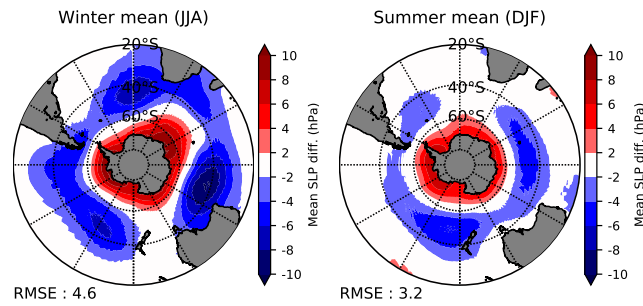 Winter mean (JJA)
20°S
40°S
60°S
10
8
6
4
2
-2
-4
-6
-8
-10
Mean SLP diff. (hPa)
RMSE : 4.6
Summer mean (DJF)
20°S
40°S
60°S
10
8
6
4
2
-2
-4
-6
-8
-10
Mean SLP diff. (hPa)
RMSE : 3.2